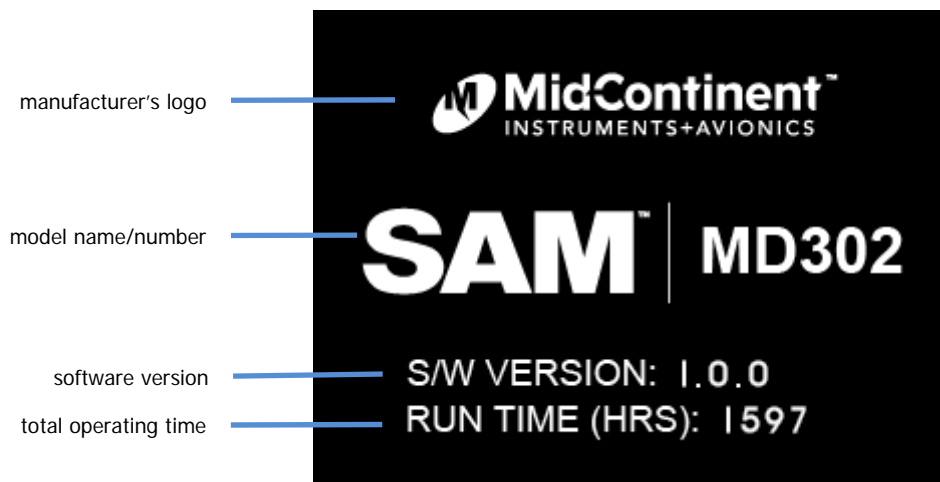 manufacturer's logo
MidContinent™
INSTRUMENTS+AVIONICS
model name/number
SAM™ MD302
software version
S/W VERSION: 1.0.0
total operating time
RUN TIME (HRS): 1597